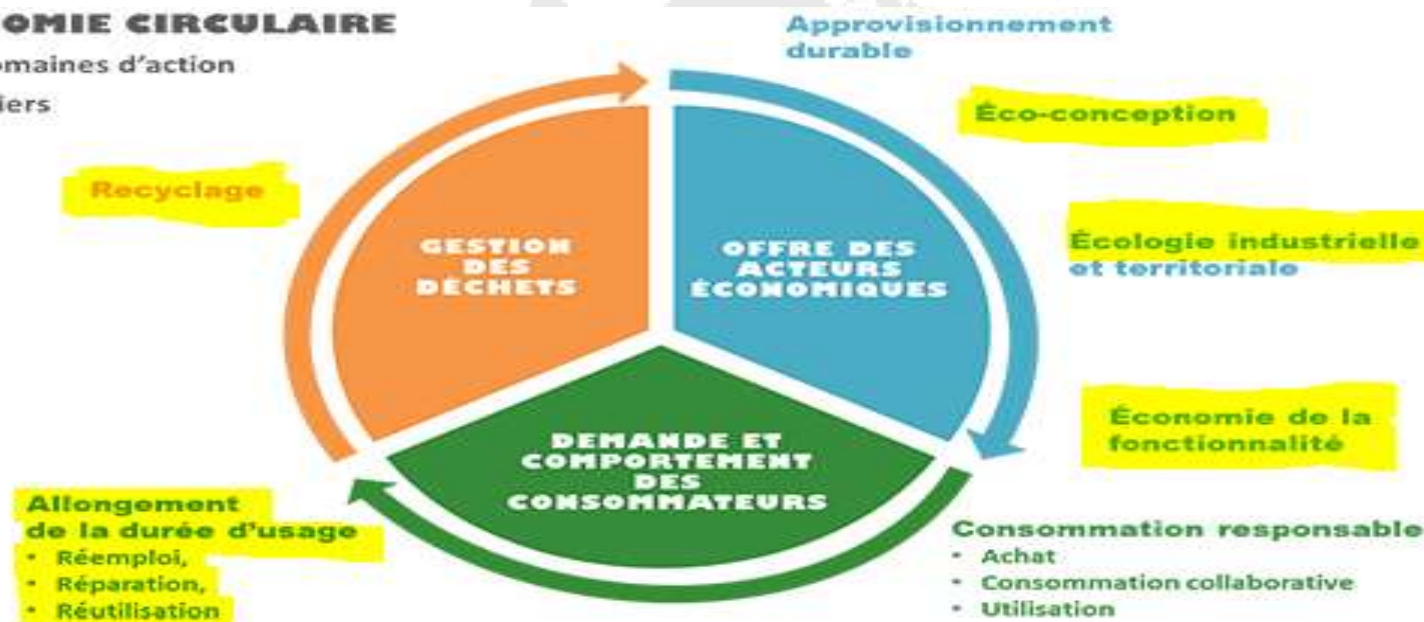 OMIE CIRCULAIRE
omaines d'action
iers
Approvisionnement
durable
Éco-conception
Recyclage
GESTION
DES
DÉCHETS
OFFRE DES
ACTEURS
ÉCONOMIQUES
Écologie industrielle
et territoriale
Économie de la
fonctionnalité
DEMANDE ET
COMPORTEMENT
DES
CONSOMMATEURS
Allongement
de la durée d'usage
• Réemploi,
• Réparation,
• Réutilisation
Consommation responsable
• Achat
• Consommation collaborative
• Utilisation